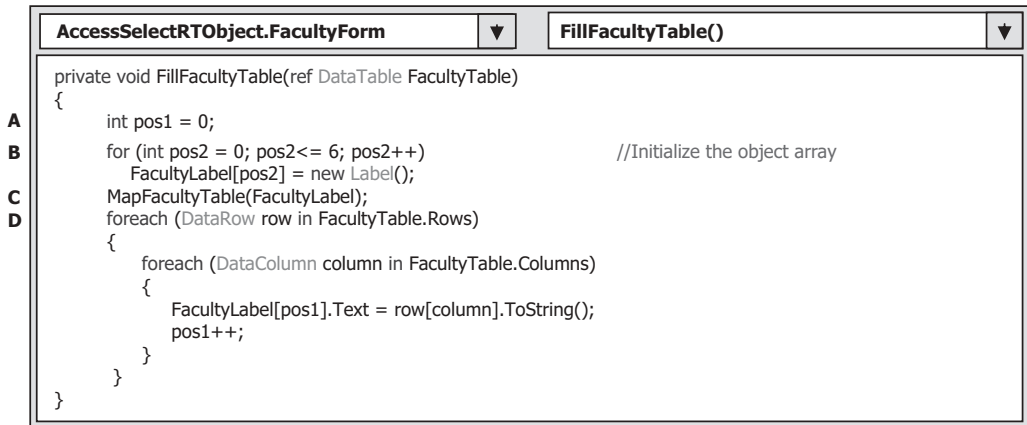 AccessSelectRTObject.FacultyForm FillFacultyTable()
private void FillFacultyTable(ref DataTable FacultyTable)
{
A int pos1 = 0;
B for (int pos2 = 0; pos2<= 6; pos2++) //Initialize the object array
FacultyLabel[pos2] = new Label();
C MapFacultyTable(FacultyLabel);
D foreach (DataRow row in FacultyTable.Rows)
{
foreach (DataColumn column in FacultyTable.Columns)
{
FacultyLabel[pos1].Text = row[column].ToString();
pos1++;
}
}
}